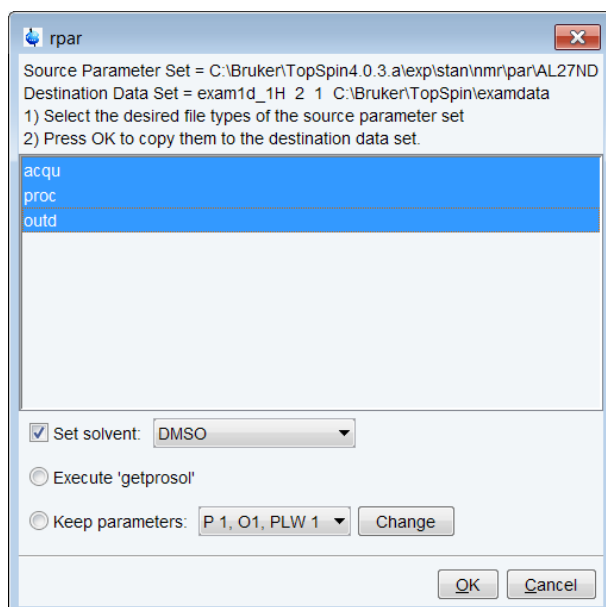 rpar
Source Parameter Set = C:\Bruker\TopSpin4.0.3.a\exp\stan\nmr\par\AL27ND
Destination Data Set = exam1d_1H 2 1 C:\Bruker\TopSpin\examdata
1) Select the desired file types of the source parameter set
2) Press OK to copy them to the destination data set.
acqu
proc
outd
Set solvent: DMSO
Execute 'getprosol'
Keep parameters: P 1, O1, PLW 1 Change
OK Cancel